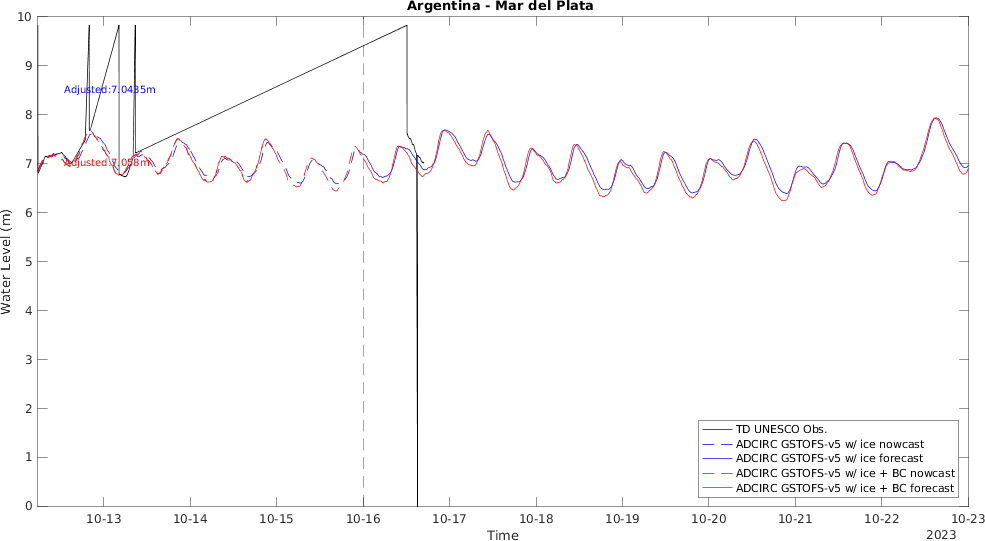 Argentina - Mar del Plata
10
9
8
7
6
5
4
3
2
1
0
Water Level (m)
Adjusted:7.0435m
Adjusted:7.058m
TD UNESCO Obs.
ADCIRC GSTOFS-v5 w/ ice nowcast
ADCIRC GSTOFS-v5 w/ ice forecast
ADCIRC GSTOFS-v5 w/ ice + BC nowcast
ADCIRC GSTOFS-v5 w/ ice + BC forecast
10-13 10-14 10-15 10-16 10-17 10-18 10-19 10-20 10-21 10-22 10-23
Time
2023